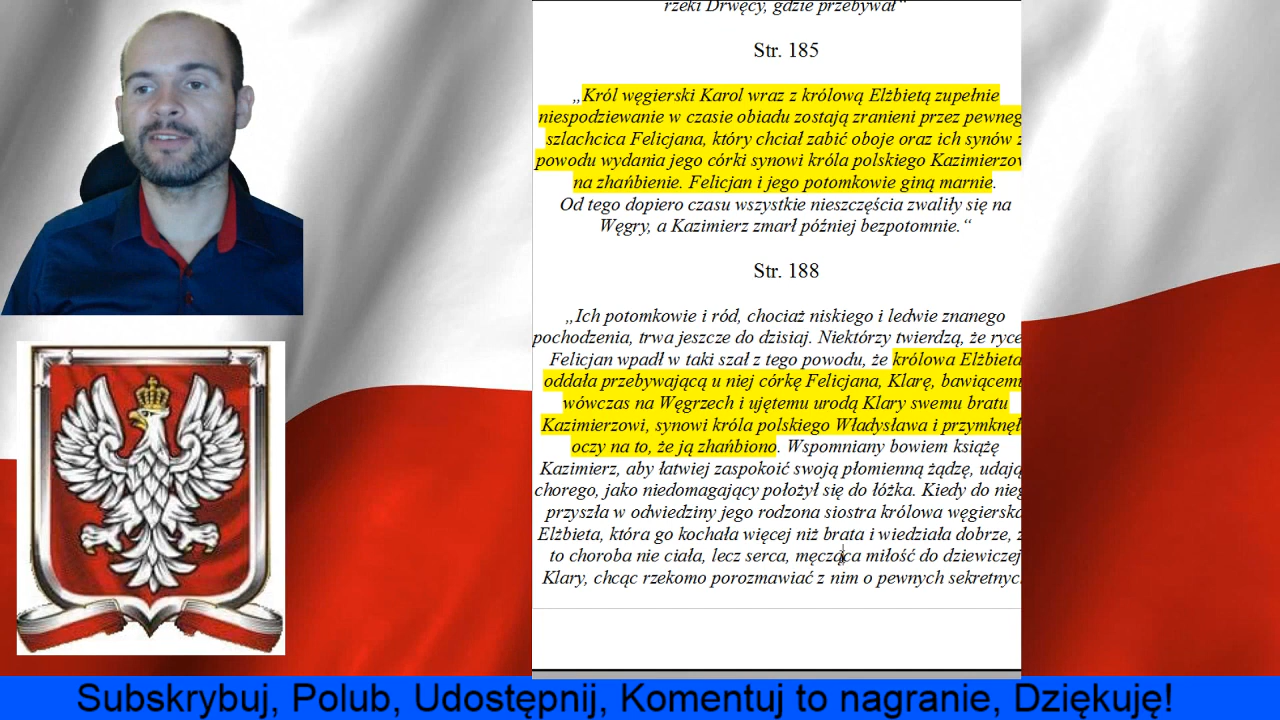 rzeki Drwęcy, gdzie przebywał“
Str. 185
„Król węgierski Karol wraz z królową Elżbietą zupełnie
niespodziewanie w czasie obiadu zostają zranieni przez pewneg
szlachcica Felicjana, który chciał zabić oboje oraz ich synów z
powodu wydania jego córki synowi króla polskiego Kazimierzow
na zhańbienie. Felicjan i jego potomkowie giną marnie.
Od tego dopiero czasu wszystkie nieszczęścia zwaliły się na
Węgry, a Kazimierz zmarł później bezpotomnie.“
Str. 188
„Ich potomkowie i ród, chociaż niskiego i ledwie znanego
pochodzenia, trwa jeszcze do dzisiaj. Niektórzy twierdzą, że ryce
Felicjan wpadł w taki szał z tego powodu, że królowa Elżbieta
oddała przebywającą u niej córkę Felicjana, Klarę, bawiącemu
wówczas na Węgrzech i ujętemu urodą Klary swemu bratu
Kazimierzowi, synowi króla polskiego Władysława i przymknęł
oczy na to, że ją zhańbiono. Wspomniany bowiem książę
Kazimierz, aby łatwiej zaspokoić swoją płomienną żądzę, udają
chorego, jako niedomagający położył się do łóżka. Kiedy do nieg
przyszła w odwiedziny jego rodzona siostra królowa węgierska
Elżbieta, która go kochała więcej niż brata i wiedziała dobrze, ż
to choroba nie ciała, lecz serca, męcząca miłość do dziewiczej
Klary, chcąc rzekomo porozmawiać z nim o pewnych sekretnyc
Subskrybuj, Polub, Udostępnij, Komentuj to nagranie, Dziękuję!